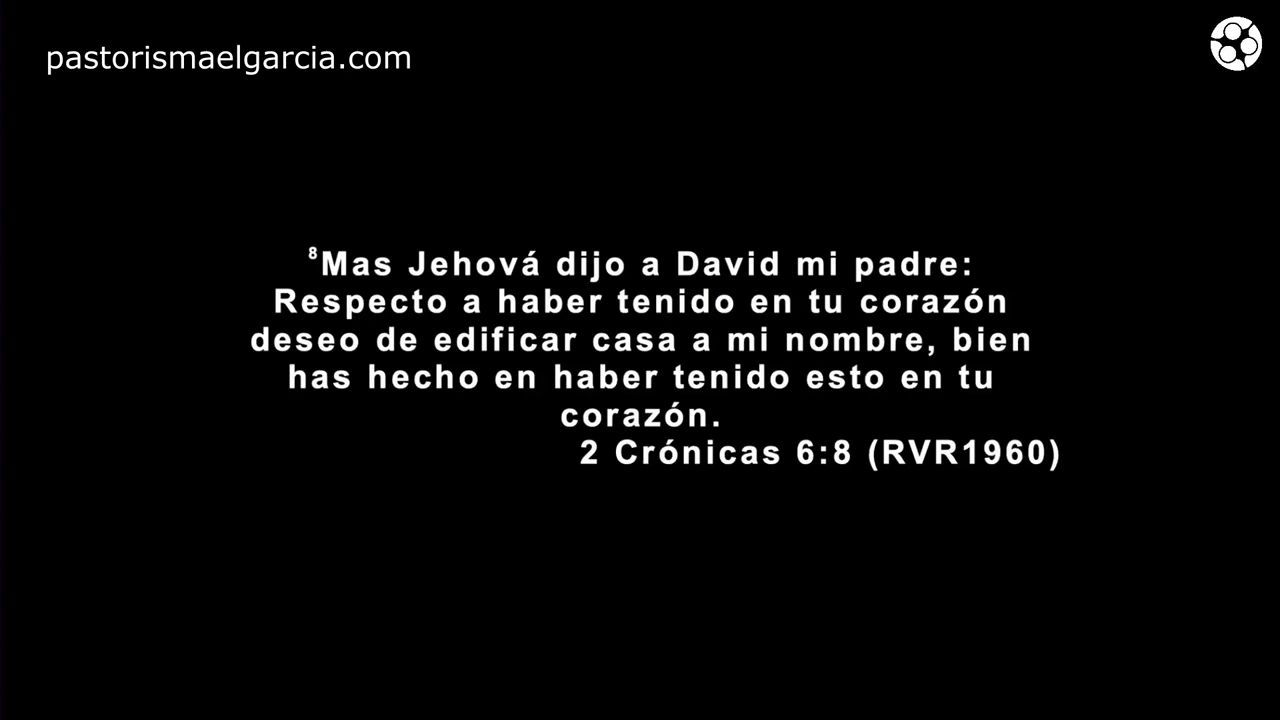 pastorismaelgarcia.com
⁸Mas Jehová dijo a David mi padre:
Respecto a haber tenido en tu corazón
deseo de edificar casa a mi nombre, bien
has hecho en haber tenido esto en tu
corazón.
2 Crónicas 6:8 (RVR1960)